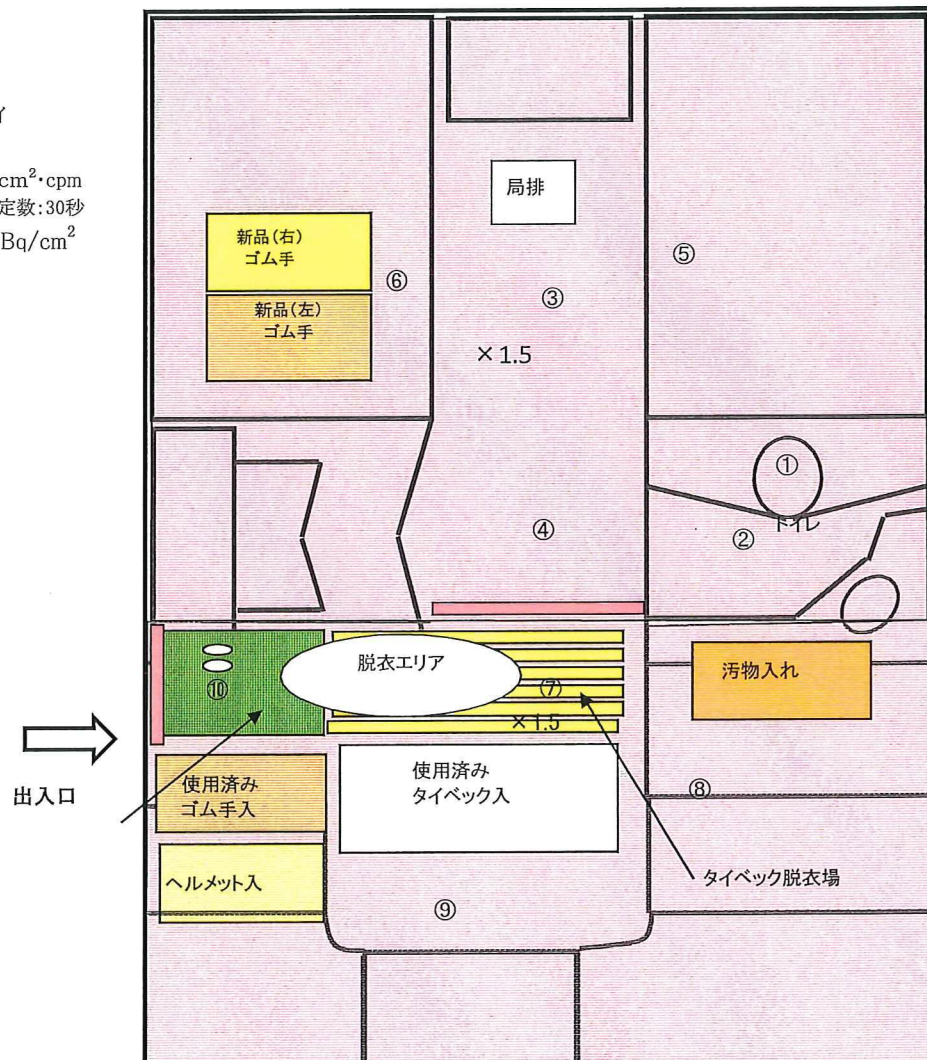 cm²・cpm
定数:30秒
Bq/cm²
局排
新品(右)
ゴム手
⑥
新品(左)
ゴム手
⑤
③
×1.5
①
トイレ
②
④
脱衣エリア
⑩
⑦
×1.5
汚物入れ
出入口
使用済み
ゴム手入
使用済み
タイベック入
⑧
ヘルメット入
タイベック脱衣場
⑨